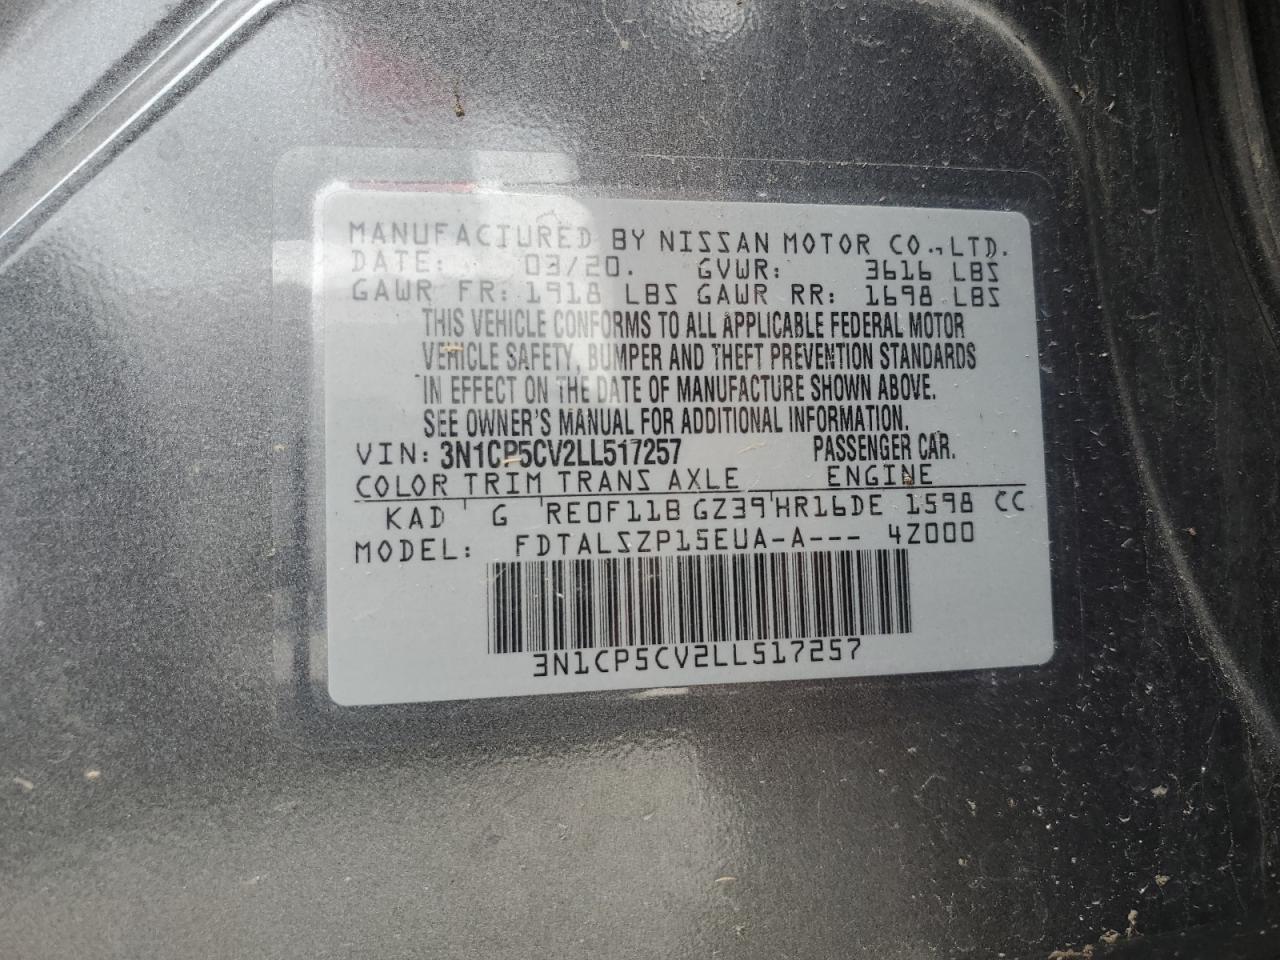 MANUFACTURED BY NISSAN MOTOR CO., LTD.
DATE: 03/20. GVWR: 3616 LBS
GAWR FR: 1918 LBS GAWR RR: 1698 LBS
THIS VEHICLE CONFORMS TO ALL APPLICABLE FEDERAL MOTOR
VEHICLE SAFETY, BUMPER AND THEFT PREVENTION STANDARDS
IN EFFECT ON THE DATE OF MANUFACTURE SHOWN ABOVE.
SEE OWNER'S MANUAL FOR ADDITIONAL INFORMATION.
VIN: 3N1CP5CV2LL517257 PASSENGER CAR.
COLOR TRIM TRANS AXLE ENGINE
KAD G RE0F11B GZ39 HR16DE 1598 CC
MODEL: FDTALSZP15EUA-A--- 4Z000
3N1CP5CV2LL517257